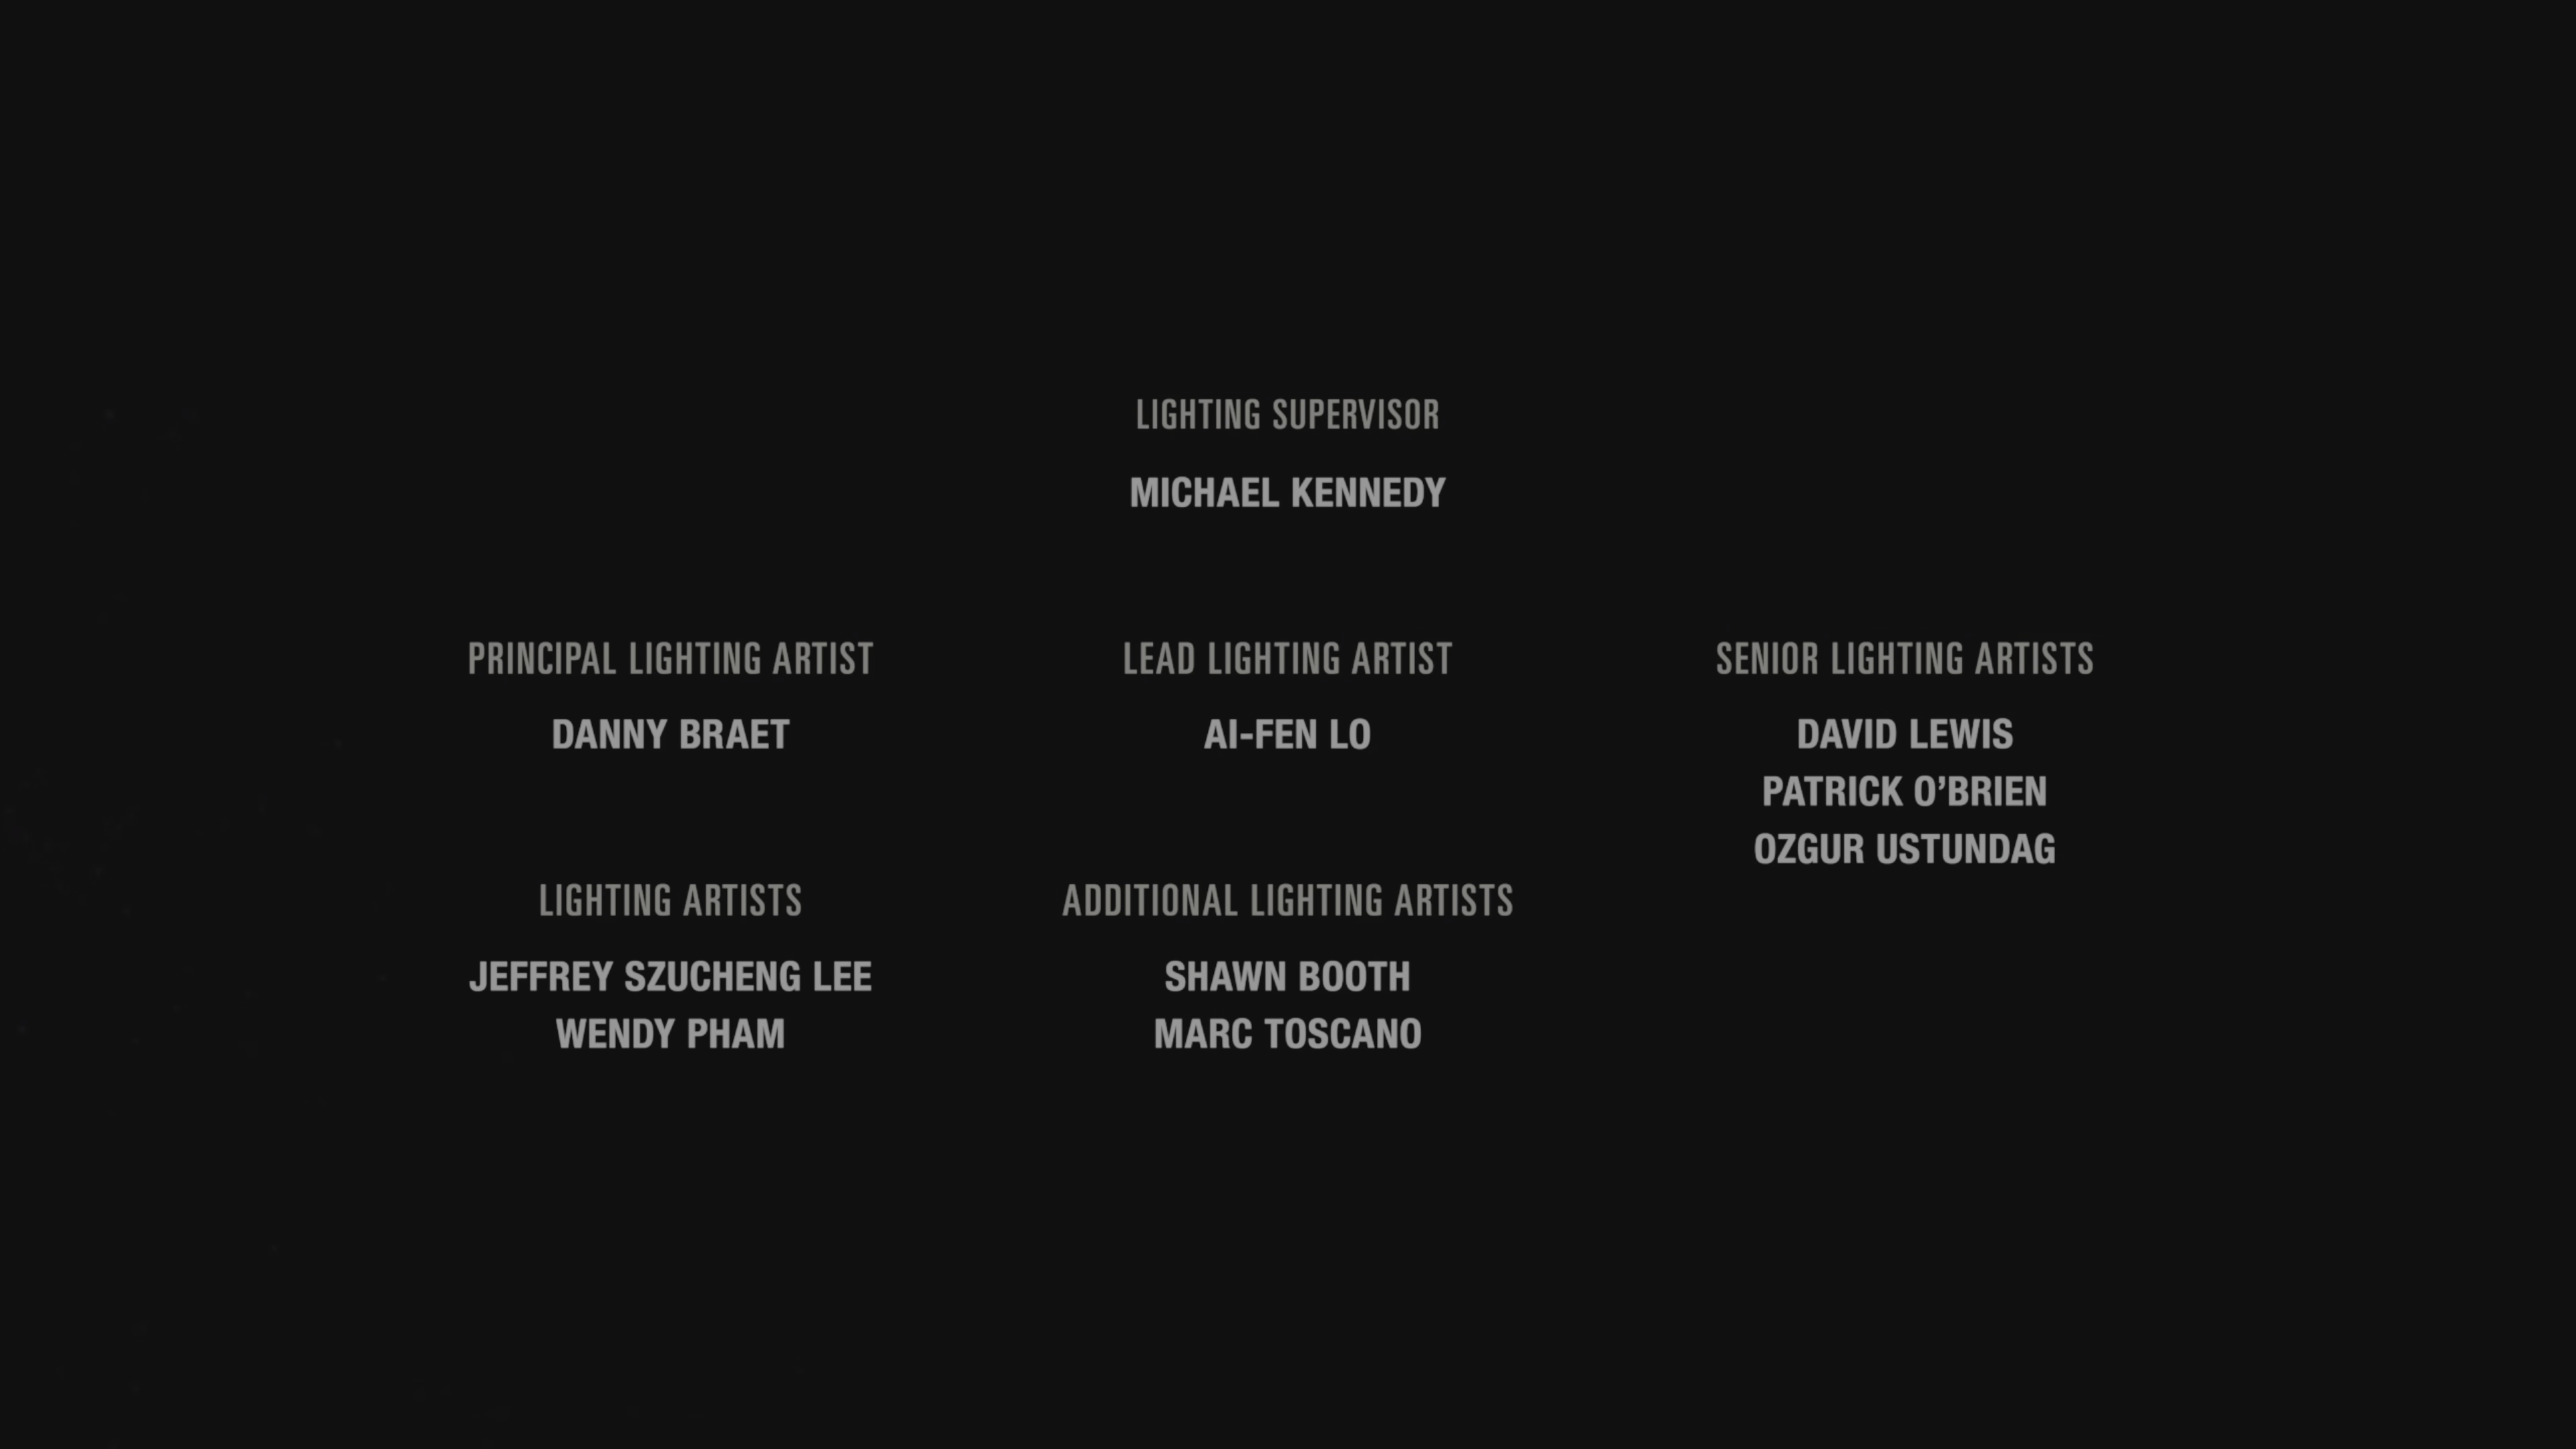 LIGHTING SUPERVISOR
MICHAEL KENNEDY
PRINCIPAL LIGHTING ARTIST
DANNY BRAET
LEAD LIGHTING ARTIST
AI-FEN LO
SENIOR LIGHTING ARTISTS
DAVID LEWIS
PATRICK O’BRIEN
OZGUR USTUNDAG
LIGHTING ARTISTS
JEFFREY SZUCHENG LEE
WENDY PHAM
ADDITIONAL LIGHTING ARTISTS
SHAWN BOOTH
MARC TOSCANO